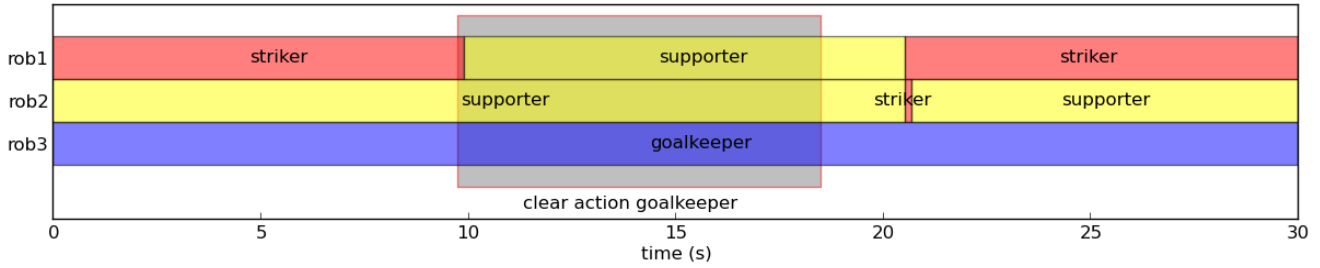 rob1 striker supporter striker
rob2 supporter striker supporter
rob3 goalkeeper
clear action goalkeeper
0 5 10 15 20 25 30
time (s)